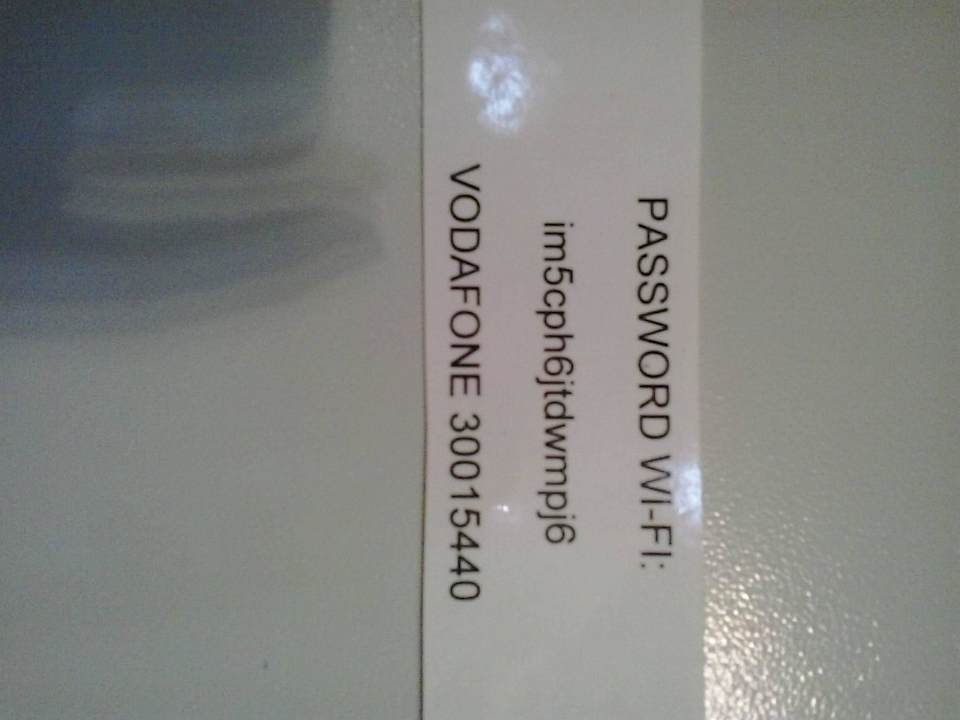 PASSWORD WI-FI:
im5cph6jtdwmpj6
VODAFONE 30015440